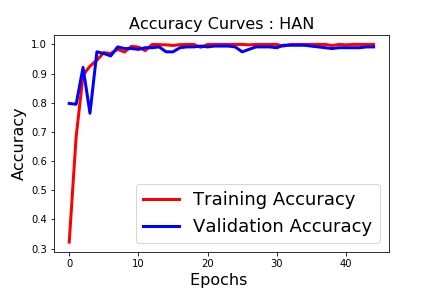 Accuracy Curves : HAN
1.0
0.9
0.8
0.7
0.6
0.5
0.4
0.3
Accuracy
Training Accuracy
Validation Accuracy
0 10 20 30 40
Epochs